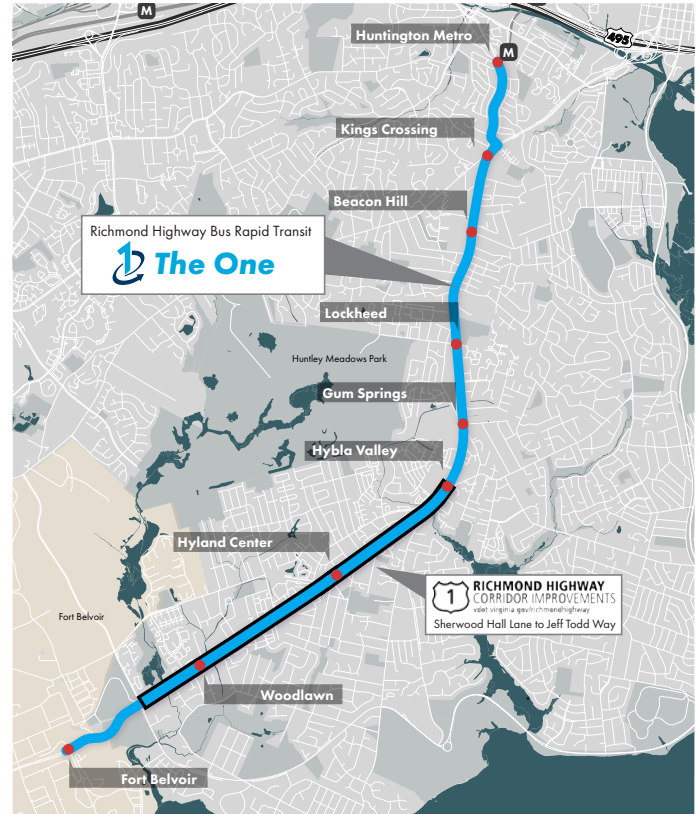 M
495
Huntington Metro
M
Kings Crossing
Beacon Hill
Richmond Highway Bus Rapid Transit
1 The One
Lockheed
Huntley Meadows Park
Gum Springs
Hybla Valley
Hyland Center
1
RICHMOND HIGHWAY
CORRIDOR IMPROVEMENTS
vdot.virginia.gov/richmondhighway
Sherwood Hall Lane to Jeff Todd Way
Fort Belvoir
Woodlawn
Fort Belvoir